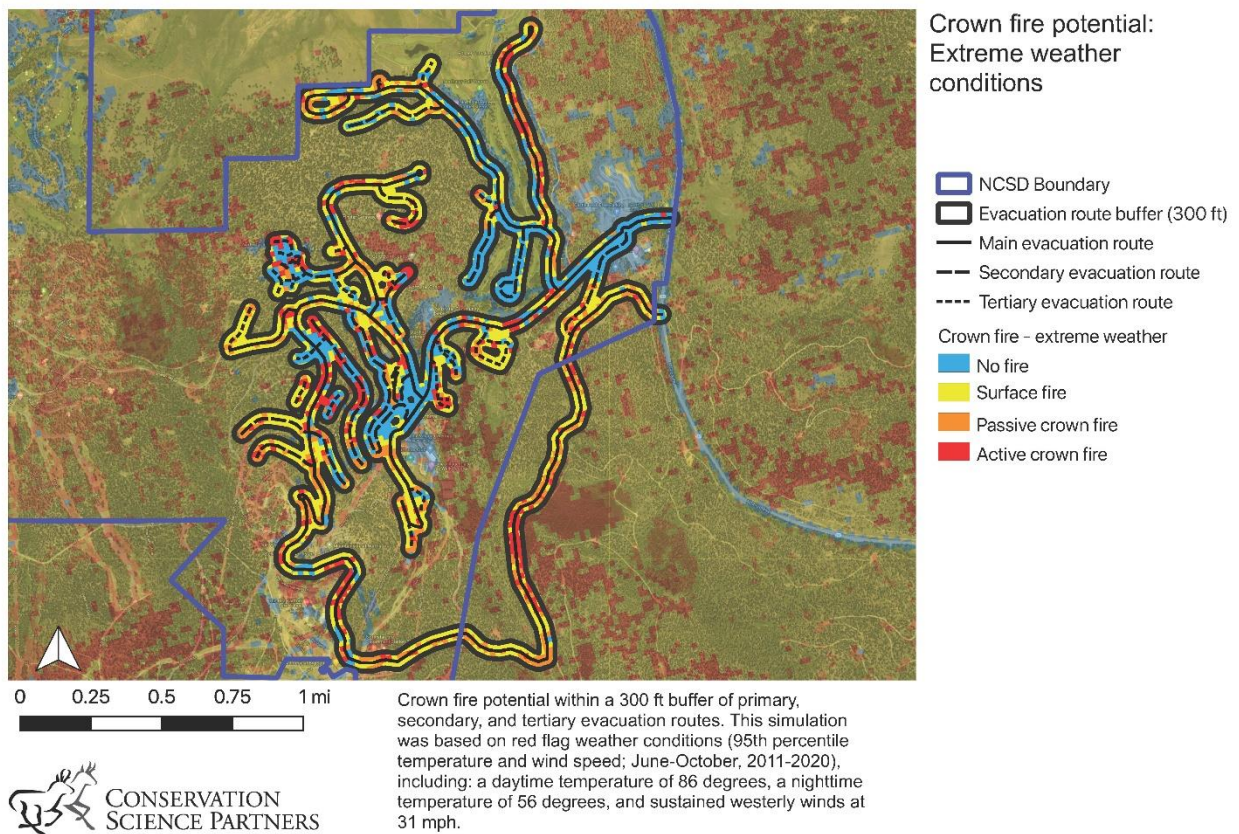 Crown fire potential:
Extreme weather
conditions
NCSD Boundary
Evacuation route buffer (300 ft)
Main evacuation route
Secondary evacuation route
Tertiary evacuation route
Crown fire - extreme weather
No fire
Surface fire
Passive crown fire
Active crown fire
0 0.25 0.50 0.75 1 mi
Crown fire potential within a 300 ft buffer of primary,
secondary, and tertiary evacuation routes. This simulation
was based on red flag weather conditions (95th percentile
temperature and wind speed; June-October, 2011-2020),
including: a daytime temperature of 86 degrees, a nighttime
temperature of 56 degrees, and sustained westerly winds at
31 mph.
CONSERVATION
SCIENCE PARTNERS